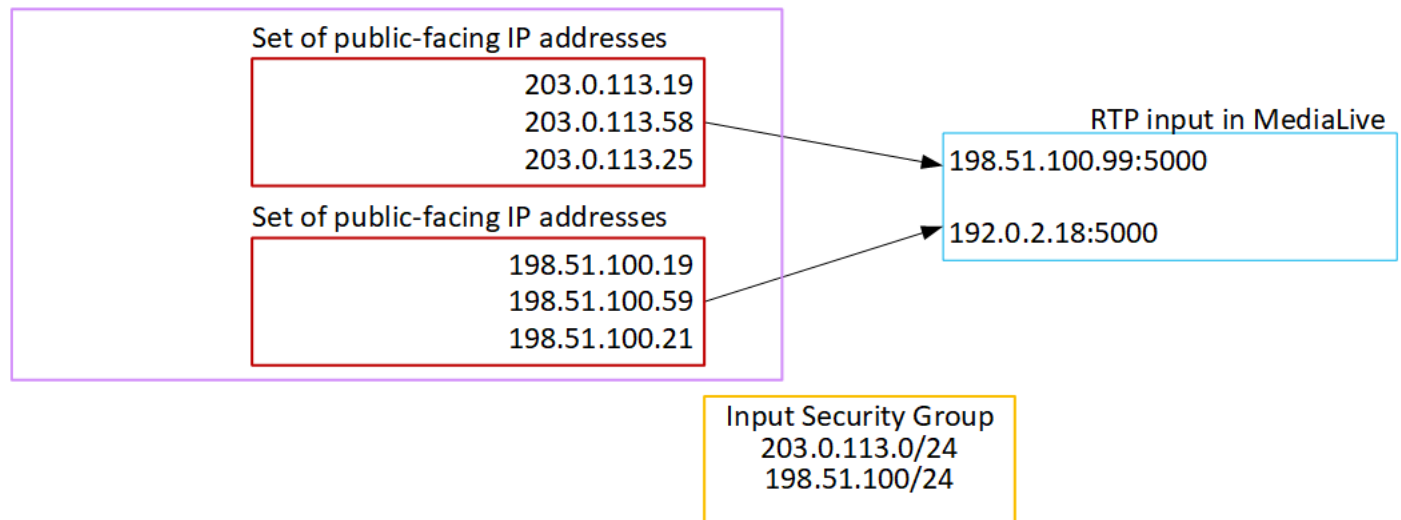 Set of public-facing IP addresses
203.0.113.19
203.0.113.58
203.0.113.25
Set of public-facing IP addresses
198.51.100.19
198.51.100.59
198.51.100.21
RTP input in MediaLive
198.51.100.99:5000
192.0.2.18:5000
Input Security Group
203.0.113.0/24
198.51.100/24